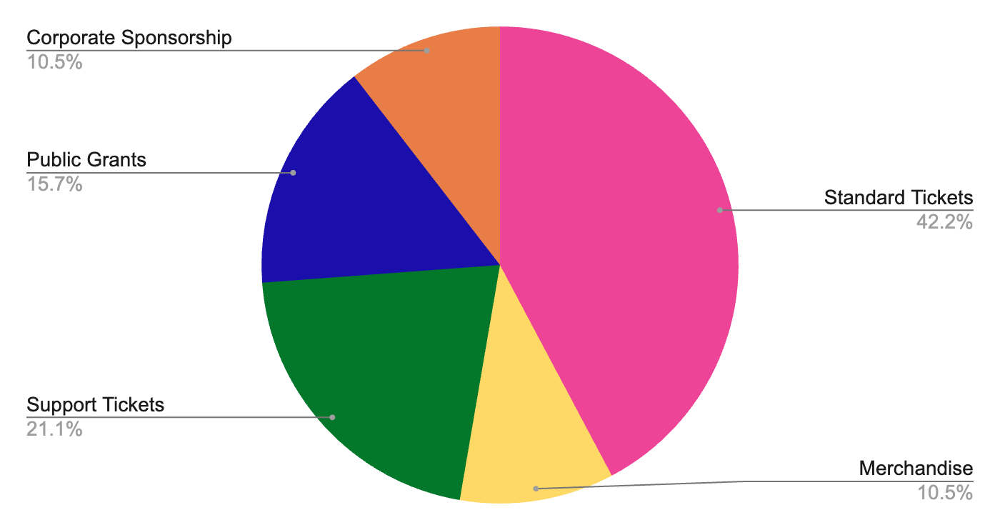 Corporate Sponsorship
10.5%
Public Grants
15.7%
Standard Tickets
42.2%
Support Tickets
21.1%
Merchandise
10.5%